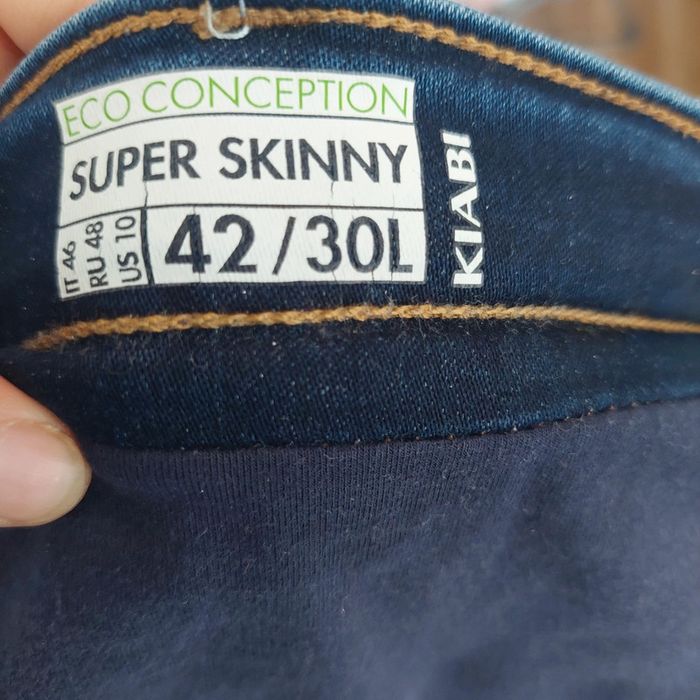 ECO CONCEPTION
SUPER SKINNY
IT 46
RU 48
US 10
42/30L
KIABI